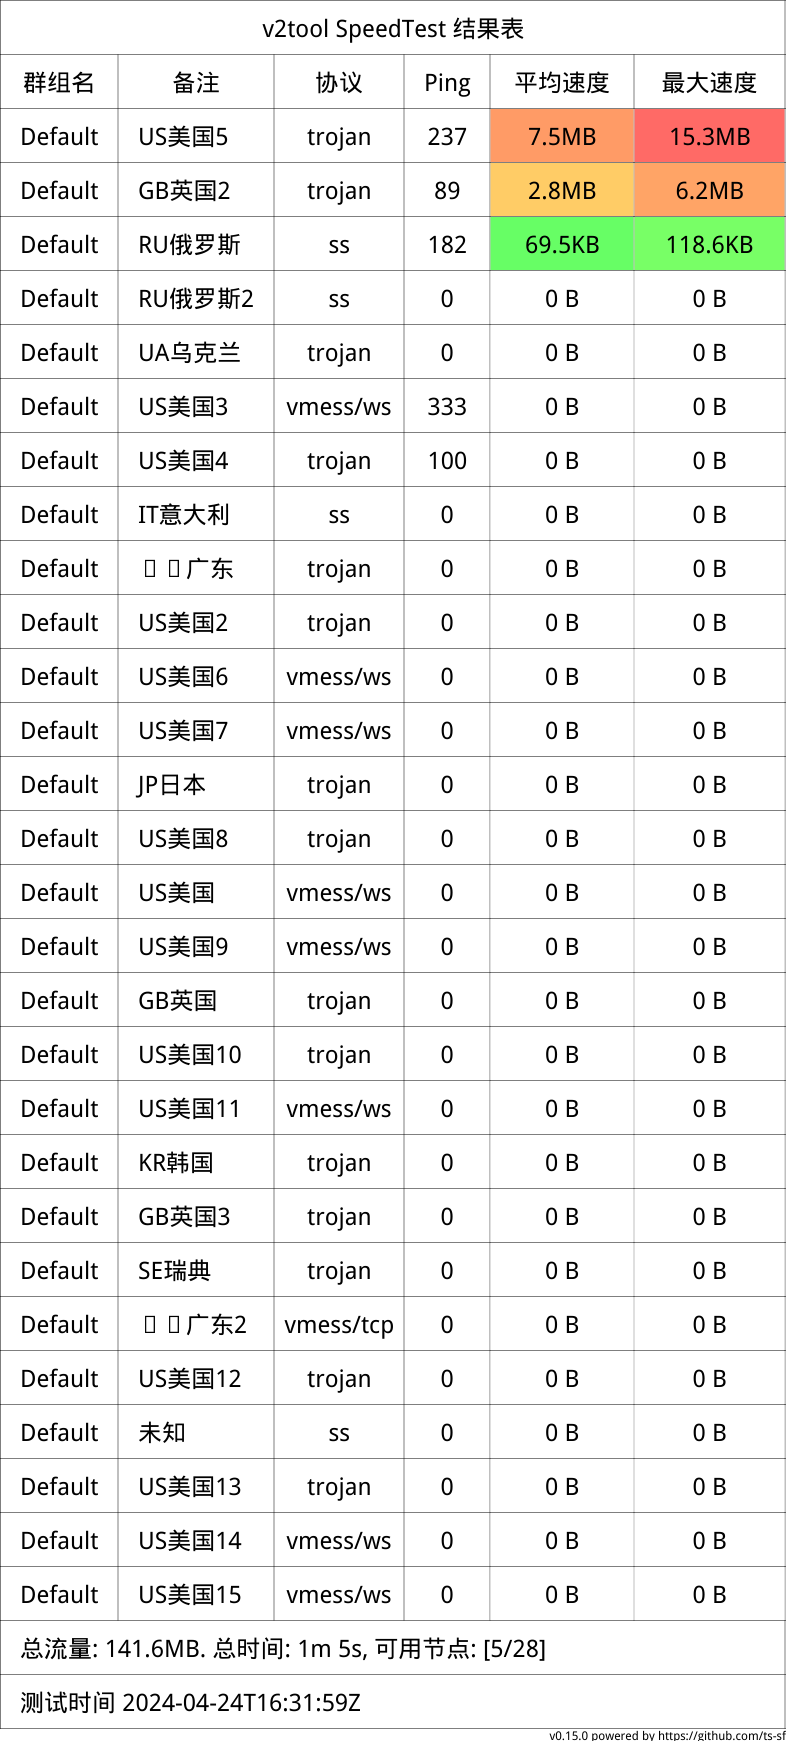 v2tool SpeedTest 结果表
群组名 备注 协议 Ping 平均速度 最大速度
Default US美国5 trojan 237 7.5MB 15.3MB
Default GB英国2 trojan 89 2.8MB 6.2MB
Default RU俄罗斯 ss 182 69.5KB 118.6KB
Default RU俄罗斯2 ss 0 0 B 0 B
Default UA乌克兰 trojan 0 0 B 0 B
Default US美国3 vmess/ws 333 0 B 0 B
Default US美国4 trojan 100 0 B 0 B
Default IT意大利 ss 0 0 B 0 B
Default 广东 trojan 0 0 B 0 B
Default US美国2 trojan 0 0 B 0 B
Default US美国6 vmess/ws 0 0 B 0 B
Default US美国7 vmess/ws 0 0 B 0 B
Default JP日本 trojan 0 0 B 0 B
Default US美国8 trojan 0 0 B 0 B
Default US美国 vmess/ws 0 0 B 0 B
Default US美国9 vmess/ws 0 0 B 0 B
Default GB英国 trojan 0 0 B 0 B
Default US美国10 trojan 0 0 B 0 B
Default US美国11 vmess/ws 0 0 B 0 B
Default KR韩国 trojan 0 0 B 0 B
Default GB英国3 trojan 0 0 B 0 B
Default SE瑞典 trojan 0 0 B 0 B
Default 广东2 vmess/tcp 0 0 B 0 B
Default US美国12 trojan 0 0 B 0 B
Default 未知 ss 0 0 B 0 B
Default US美国13 trojan 0 0 B 0 B
Default US美国14 vmess/ws 0 0 B 0 B
Default US美国15 vmess/ws 0 0 B 0 B
总流量: 141.6MB. 总时间: 1m 5s, 可用节点: [5/28]
测试时间 2024-04-24T16:31:59Z
v0.15.0 powered by https://github.com/ts-sf